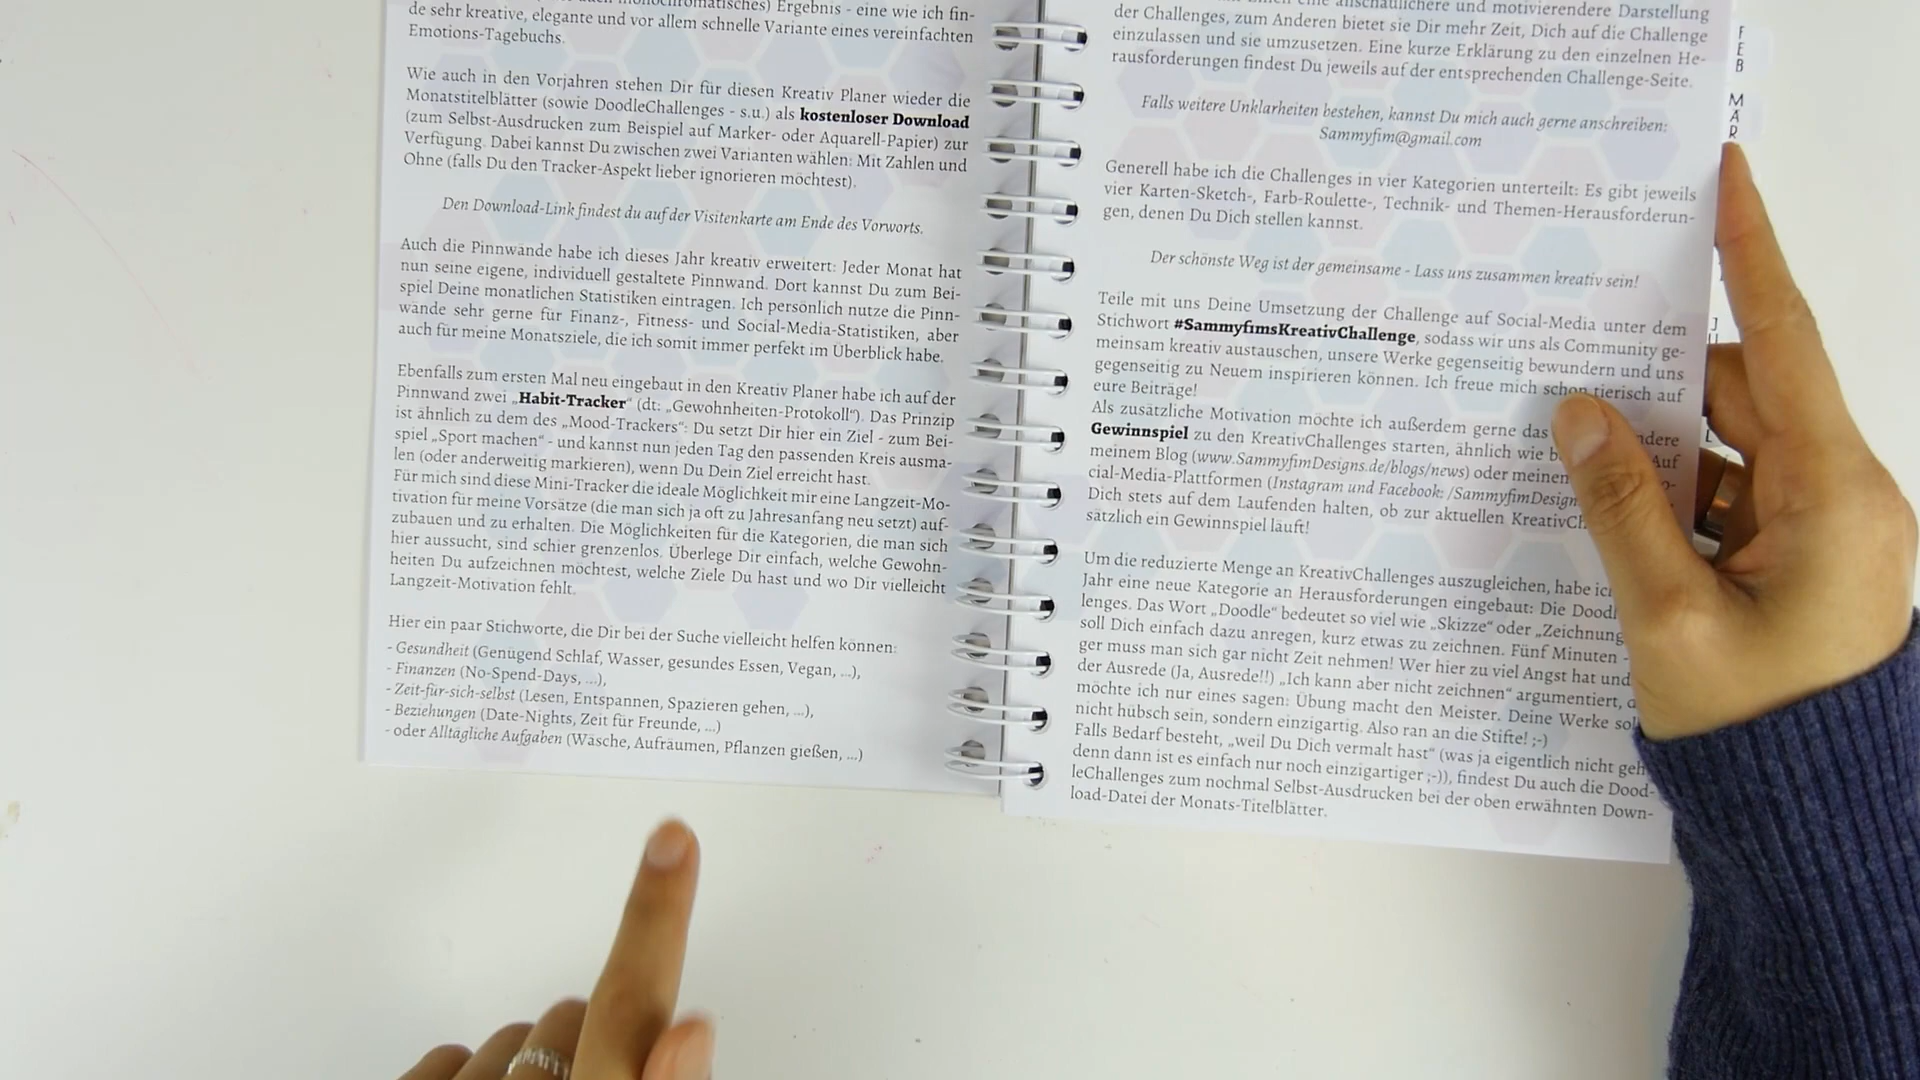 monochromatisches) Ergebnis - eine wie ich fin-
de sehr kreative, elegante und vor allem schnelle Variante eines vereinfachten
Emotions-Tagebuchs.
Wie auch in den Vorjahren stehen Dir für diesen Kreativ Planer wieder die
Monatstitelblätter (sowie DoodleChallenges - s.u.) als kostenloser Download
(zum Selbst-Ausdrucken zum Beispiel auf Marker- oder Aquarell-Papier) zur
Verfügung. Dabei kannst Du zwischen zwei Varianten wählen: Mit Zahlen und
Ohne (falls Du den Tracker-Aspekt lieber ignorieren möchtest).
Den Download-Link findest du auf der Visitenkarte am Ende des Vorworts.
Auch die Pinnwände habe ich dieses Jahr kreativ erweitert: Jeder Monat hat
nun seine eigene, individuell gestaltete Pinnwand. Dort kannst Du zum Bei-
spiel Deine monatlichen Statistiken eintragen. Ich persönlich nutze die Pinn-
wände sehr gerne für Finanz-, Fitness- und Social-Media-Statistiken, aber
auch für meine Monatsziele, die ich somit immer perfekt im Überblick habe.
Ebenfalls zum ersten Mal neu eingebaut in den Kreativ Planer habe ich auf der
Pinnwand zwei „Habit-Tracker“ (dt: „Gewohnheiten-Protokoll“). Das Prinzip
ist ähnlich zu dem des „Mood-Trackers“: Du setzt Dir hier ein Ziel - zum Bei-
spiel „Sport machen“ - und kannst nun jeden Tag den passenden Kreis ausma-
len (oder anderweitig markieren), wenn Du Dein Ziel erreicht hast.
Für mich sind diese Mini-Tracker die ideale Möglichkeit mir eine Langzeit-Mo-
tivation für meine Vorsätze (die man sich ja oft zu Jahresanfang neu setzt) auf-
zubauen und zu erhalten. Die Möglichkeiten für die Kategorien, die man sich
hier aussucht, sind schier grenzenlos. Überlege Dir einfach, welche Gewohn-
heiten Du aufzeichnen möchtest, welche Ziele Du hast und wo Dir vielleicht
Langzeit-Motivation fehlt.
Hier ein paar Stichworte, die Dir bei der Suche vielleicht helfen können:
- Gesundheit (Genügend Schlaf, Wasser, gesundes Essen, Vegan, ...),
- Finanzen (No-Spend-Days, ...),
- Zeit-für-sich-selbst (Lesen, Entspannen, Spazieren gehen, ...),
- Beziehungen (Date-Nights, Zeit für Freunde, ...)
- oder Alltägliche Aufgaben (Wäsche, Aufräumen, Pflanzen gießen, ...)
eine anschaulichere und motivierendere Darstellung
der Challenges, zum Anderen bietet sie Dir mehr Zeit, Dich auf die Challenge
einzulassen und sie umzusetzen. Eine kurze Erklärung zu den einzelnen He-
rausforderungen findest Du jeweils auf der entsprechenden Challenge-Seite.
Falls weitere Unklarheiten bestehen, kannst Du mich auch gerne anschreiben:
Sammyfim@gmail.com
Generell habe ich die Challenges in vier Kategorien unterteilt: Es gibt jeweils
vier Karten-Sketch-, Farb-Roulette-, Technik- und Themen-Herausforderun-
gen, denen Du Dich stellen kannst.
Der schönste Weg ist der gemeinsame - Lass uns zusammen kreativ sein!
Teile mit uns Deine Umsetzung der Challenge auf Social-Media unter dem
Stichwort #SammyfimsKreativChallenge, sodass wir uns als Community ge-
meinsam kreativ austauschen, unsere Werke gegenseitig bewundern und uns
gegenseitig zu Neuem inspirieren können. Ich freue mich schon tierisch auf
eure Beiträge!
Als zusätzliche Motivation möchte ich außerdem gerne das
Gewinnspiel zu den KreativChallenges starten, ähnlich wie Auf
meinem Blog (www.SammyfimDesigns.de/blogs/news) oder meinen
cial-Media-Plattformen (Instagram und Facebook: /SammyfimDesign
Dich stets auf dem Laufenden halten, ob zur aktuellen
sätzlich ein Gewinnspiel läuft!
Um die reduzierte Menge an KreativChallenges auszugleichen, habe
Jahr eine neue Kategorie an Herausforderungen eingebaut: Die
lenges. Das Wort „Doodle“ bedeutet so viel wie „Skizze“ oder „Zeichnung
soll Dich einfach dazu anregen, kurz etwas zu zeichnen. Fünf Minuten -
ger muss man sich gar nicht Zeit nehmen! Wer hier zu viel Angst hat und
der Ausrede (Ja, Ausrede!!) „Ich kann aber nicht zeichnen“ argumentiert,
möchte ich nur eines sagen: Übung macht den Meister. Deine Werke
nicht hübsch sein, sondern einzigartig. Also ran an die Stifte! ;-)
Falls Bedarf besteht, „weil Du Dich vermalt hast“ (was ja eigentlich nicht
denn dann ist es einfach nur noch einzigartiger ;-)), findest Du auch die Dood-
leChallenges zum nochmal Selbst-Ausdrucken bei der oben erwähnten Down-
load-Datei der Monats-Titelblätter.
FEB
MÄR